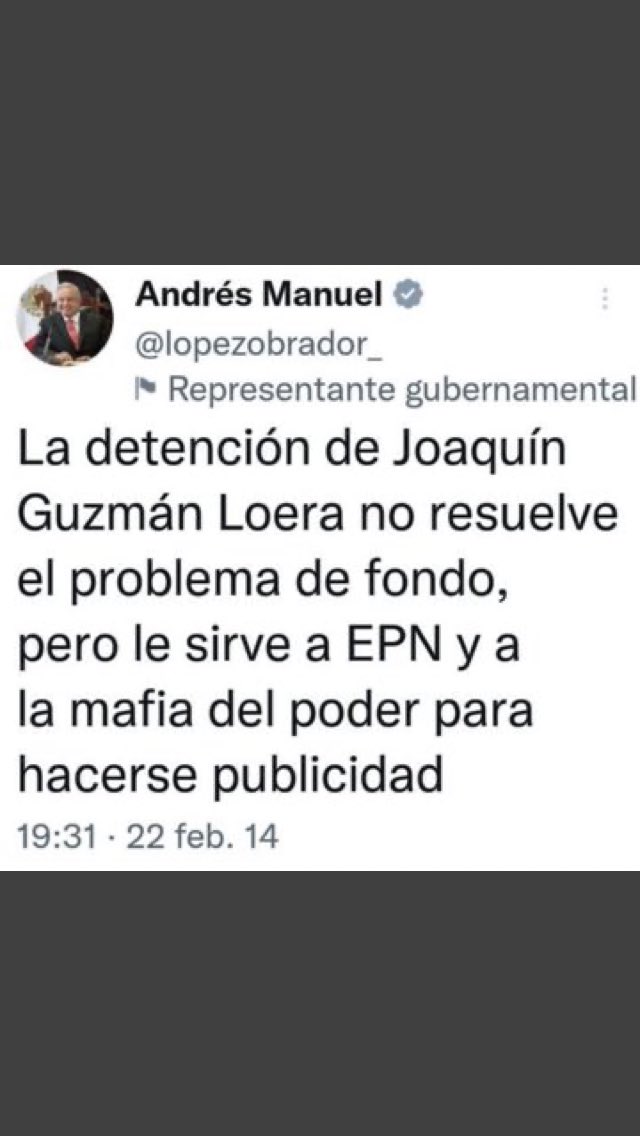 Andrés Manuel
@lopezobrador_
Representante gubernamental
La detención de Joaquín
Guzmán Loera no resuelve
el problema de fondo,
pero le sirve a EPN y a
la mafia del poder para
hacerse publicidad
19:31 · 22 feb. 14